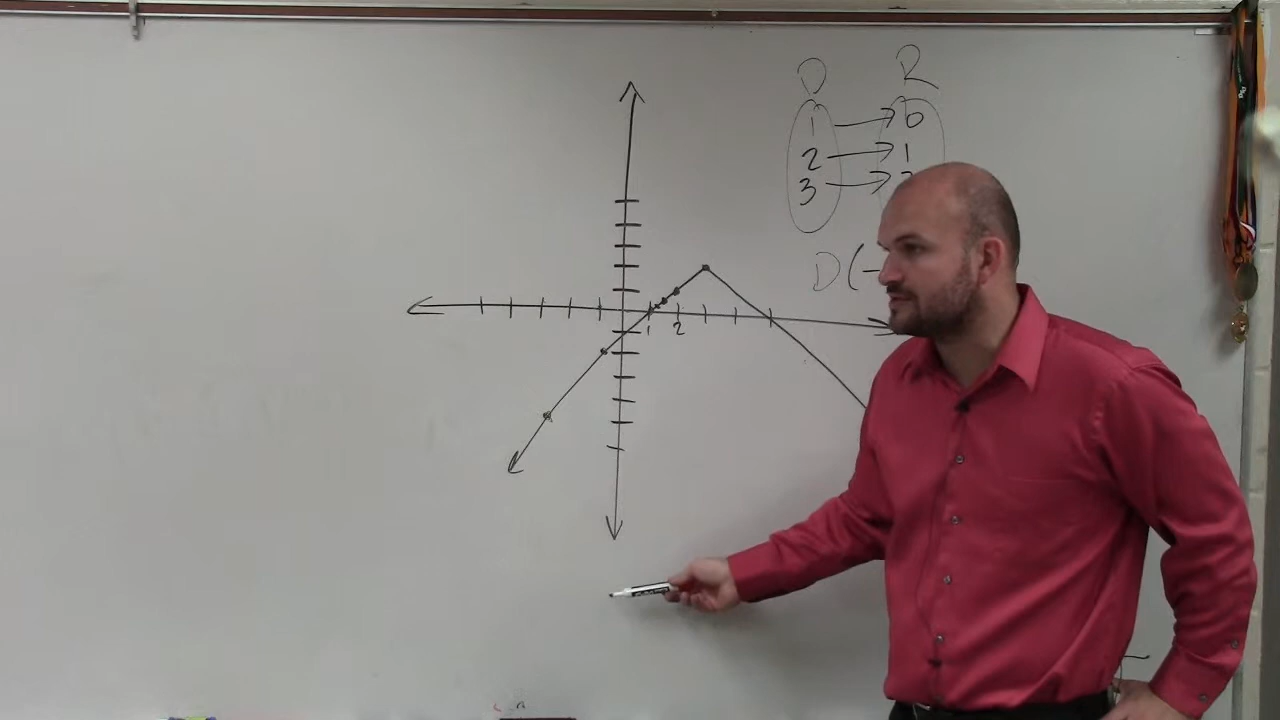 D R
1 → 0
2 → 1
3 →
D(-
1 2